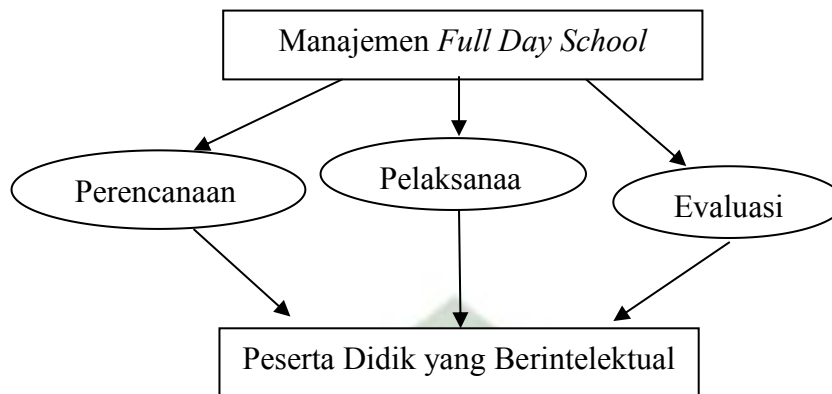 Manajemen Full Day School
Perencanaan
Pelaksanaa
Evaluasi
Peserta Didik yang Berintelektual